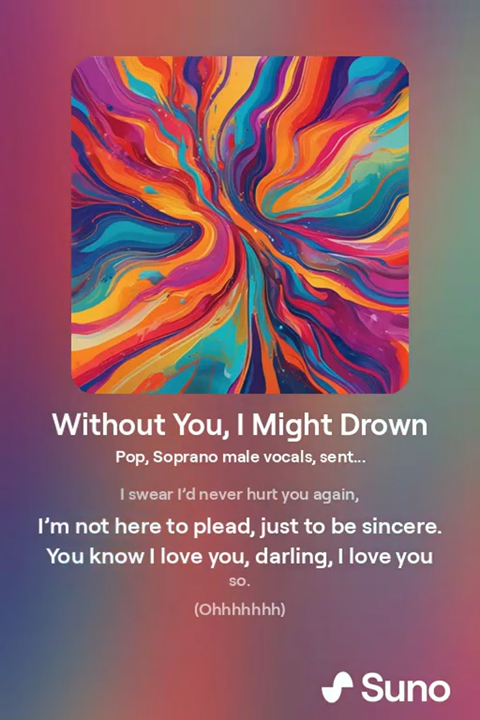 Without You, I Might Drown
Pop, Soprano male vocals, sent...
I swear I'd never hurt you again,
I'm not here to plead, just to be sincere.
You know I love you, darling, I love you
so.
(Ohhhhhhh)
Suno